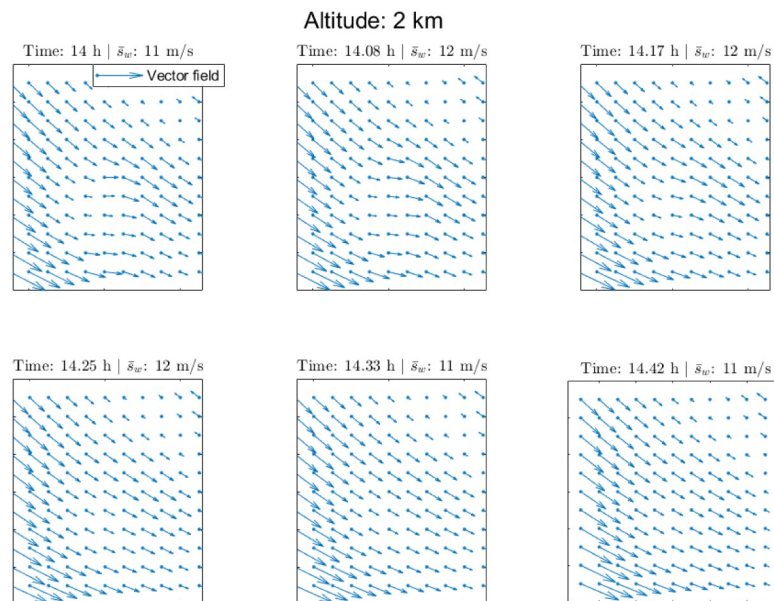 Altitude: 2 km
Time: 14 h | s̄_w: 11 m/s
Vector field
Time: 14.08 h | s̄_w: 12 m/s
Time: 14.17 h | s̄_w: 12 m/s
Time: 14.25 h | s̄_w: 12 m/s
Time: 14.33 h | s̄_w: 11 m/s
Time: 14.42 h | s̄_w: 11 m/s